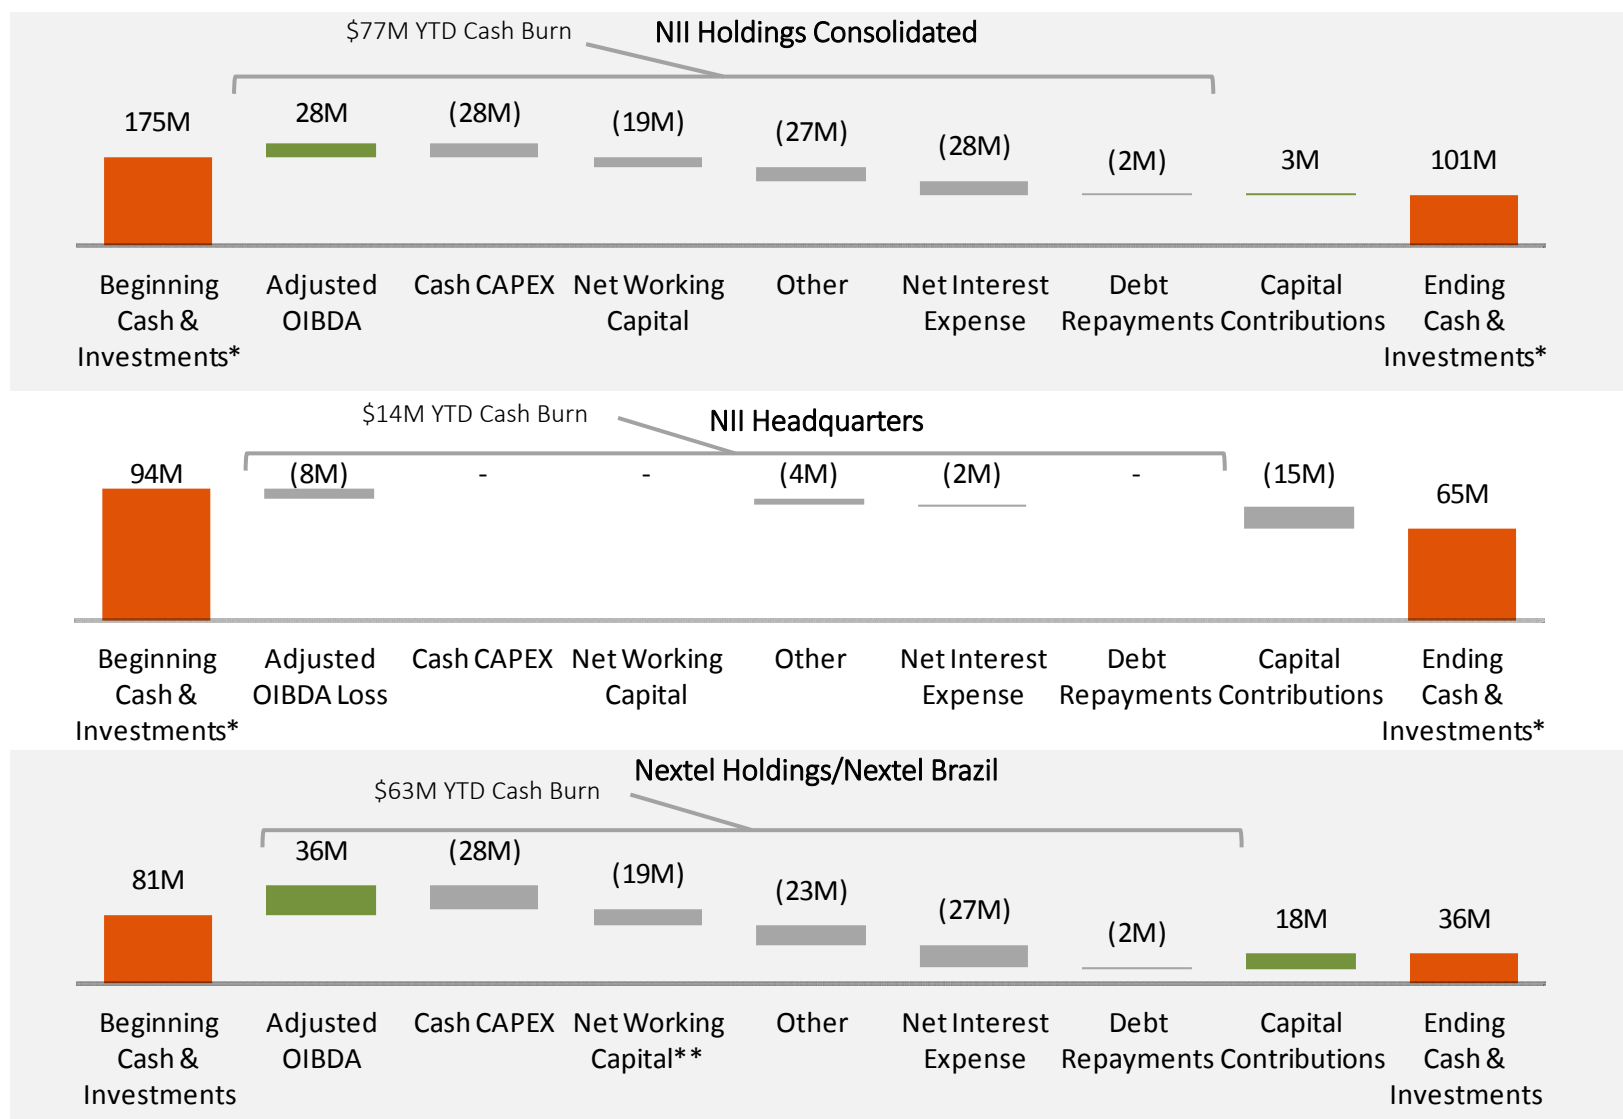 $77M YTD Cash Burn
NII Holdings Consolidated
175M 28M (28M) (19M) (27M) (28M) (2M) 3M 101M
Beginning Adjusted Cash CAPEX Net Working Other Net Interest Debt Capital Ending
Cash & OIBDA Capital Expense Repayments Contributions Cash &
Investments* Investments*
$14M YTD Cash Burn
NII Headquarters
94M (8M) - - (4M) (2M) - (15M) 65M
Beginning Adjusted Cash CAPEX Net Working Other Net Interest Debt Capital Ending
Cash & OIBDA Loss Capital Expense Repayments Contributions Cash &
Investments* Investments*
Nextel Holdings/Nextel Brazil
$63M YTD Cash Burn
81M 36M (28M) (19M) (23M) (27M) (2M) 18M 36M
Beginning Adjusted Cash CAPEX Net Working Other Net Interest Debt Capital Ending
Cash & OIBDA Capital** Expense Repayments Contributions Cash &
Investments Investments